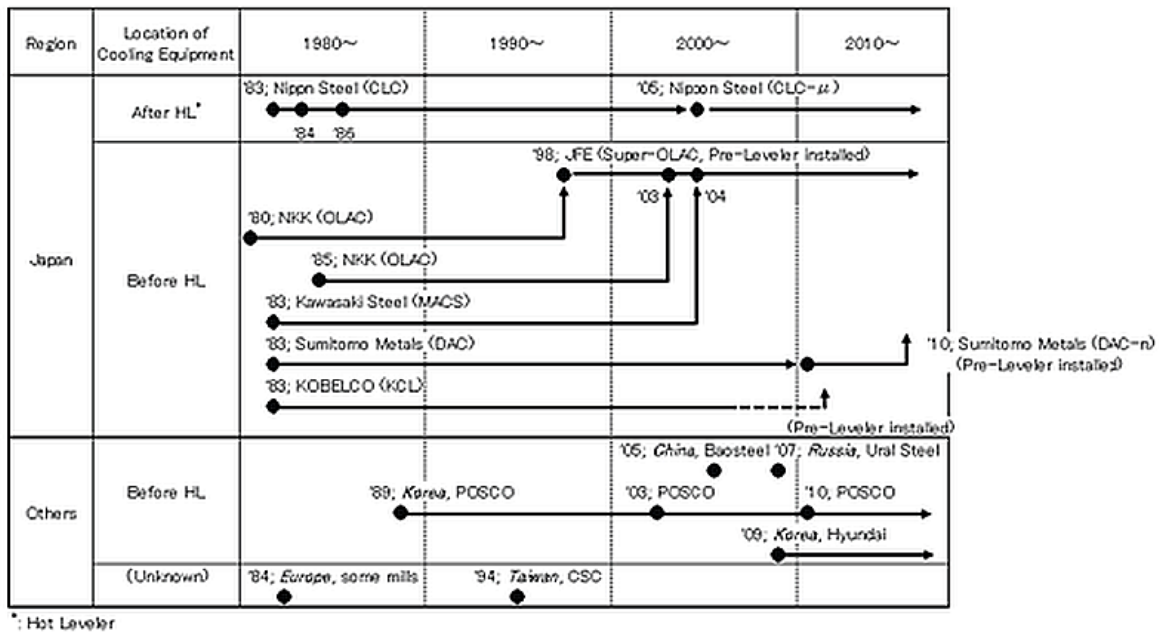 Region
Location of
Cooling Equipment
1980~
1990~
2000~
2010~
Japan
After HL*
'83; Nippn Steel (CLC)
'84
'86
'05; Nippon Steel (CLC-μ)
Before HL
'98; JFE (Super-OLAC, Pre-Leveler installed)
'03
'04
'80; NKK (OLAC)
'85; NKK (OLAC)
'83; Kawasaki Steel (MACS)
'83; Sumitomo Metals (DAC)
'10; Sumitomo Metals (DAC-n)
(Pre-Leveler installed)
'83; KOBELCO (KCL)
(Pre-Leveler installed)
Others
Before HL
'05; China, Baosteel
'07; Russia, Ural Steel
'89; Korea, POSCO
'03; POSCO
'10; POSCO
'09; Korea, Hyundai
(Unknown)
'84; Europe, some mills
'94; Taiwan, CSC
*: Hot Leveler